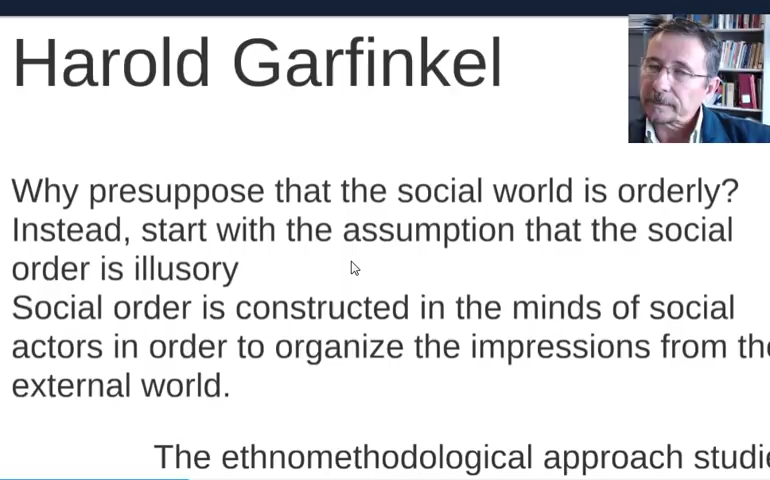 Harold Garfinkel
Why presuppose that the social world is orderly?
Instead, start with the assumption that the social
order is illusory
Social order is constructed in the minds of social
actors in order to organize the impressions from the
external world.
The ethnomethodological approach studie